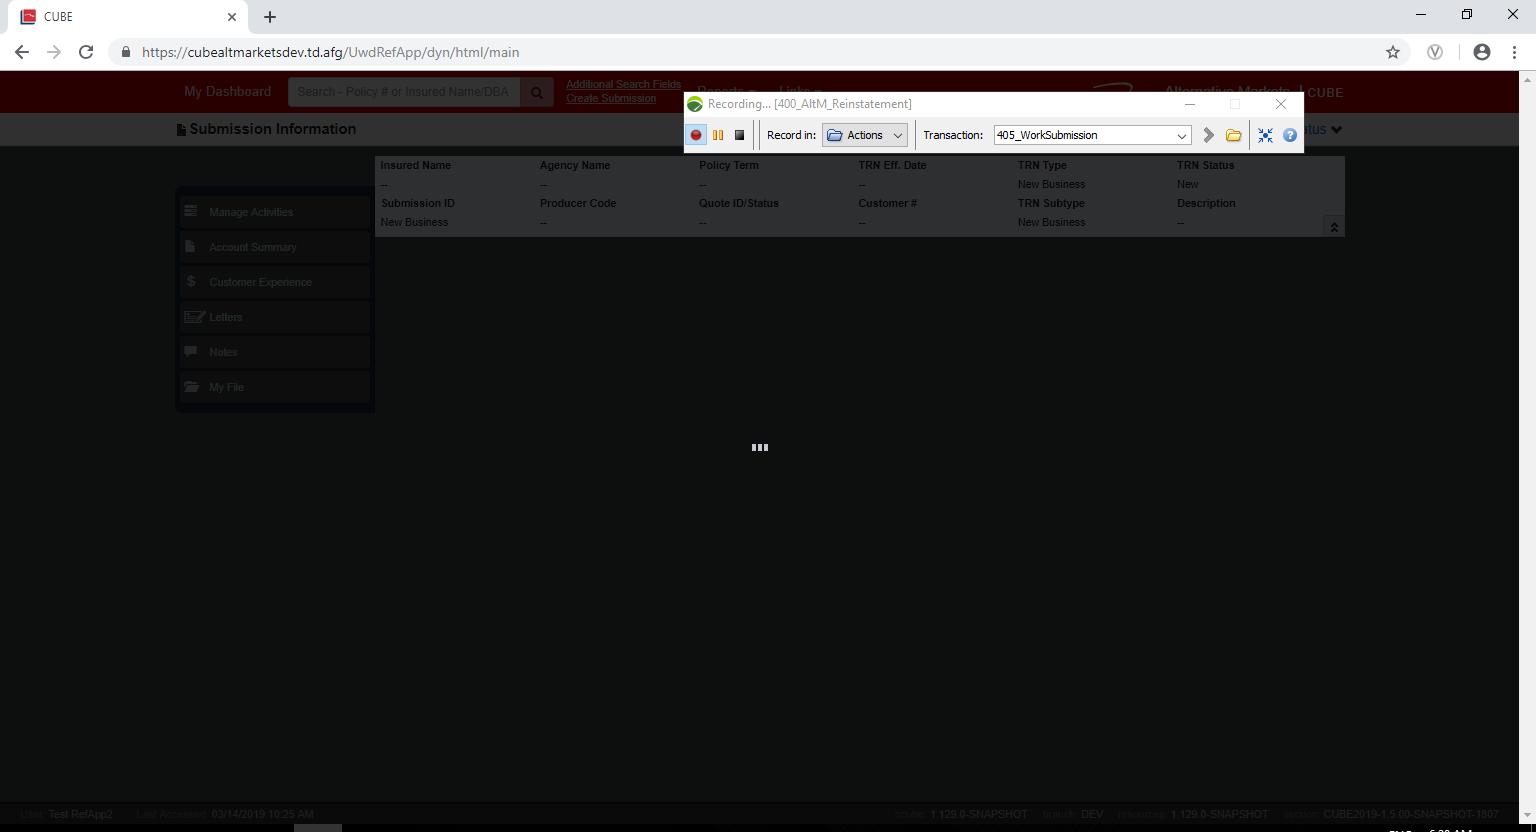 CUBE
https://cubealtmarketsdev.td.afg/UwdRefApp/dyn/html/main
My Dashboard
Search - Policy # or Insured Name/DBA
Additional Search Fields
Create Submission
Reports
Links
Alternative Markets | CUBE
Recording... [400_AltM_Reinstatement]
Record in: Actions Transaction: 405_WorkSubmission
Submission Information
Insured Name Agency Name Policy Term TRN Eff. Date TRN Type TRN Status
-- -- -- -- New Business New
Submission ID Producer Code Quote ID/Status Customer # TRN Subtype Description
New Business -- -- -- New Business --
Manage Activities
Account Summary
$ Customer Experience
Letters
Notes
My File
User: Test RefApp2 Last Accessed: 03/14/2019 10:25 AM 1.129.0-SNAPSHOT branch: DEV resources: 1.129.0-SNAPSHOT CUBE2019-1.5.00-SNAPSHOT-1807